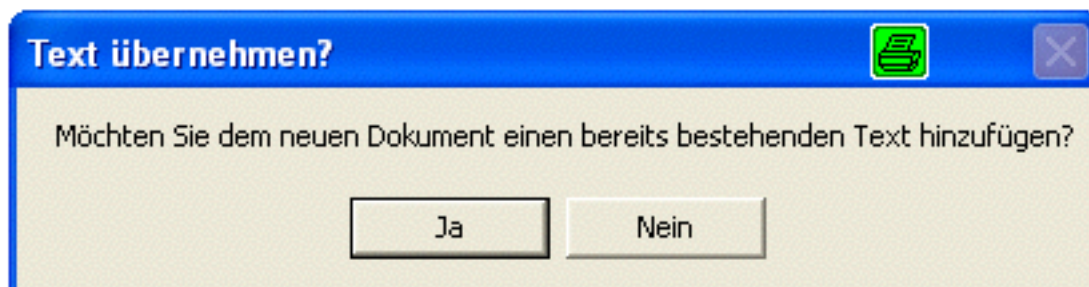 Text übernehmen?
Möchten Sie dem neuen Dokument einen bereits bestehenden Text hinzufügen?
Ja
Nein